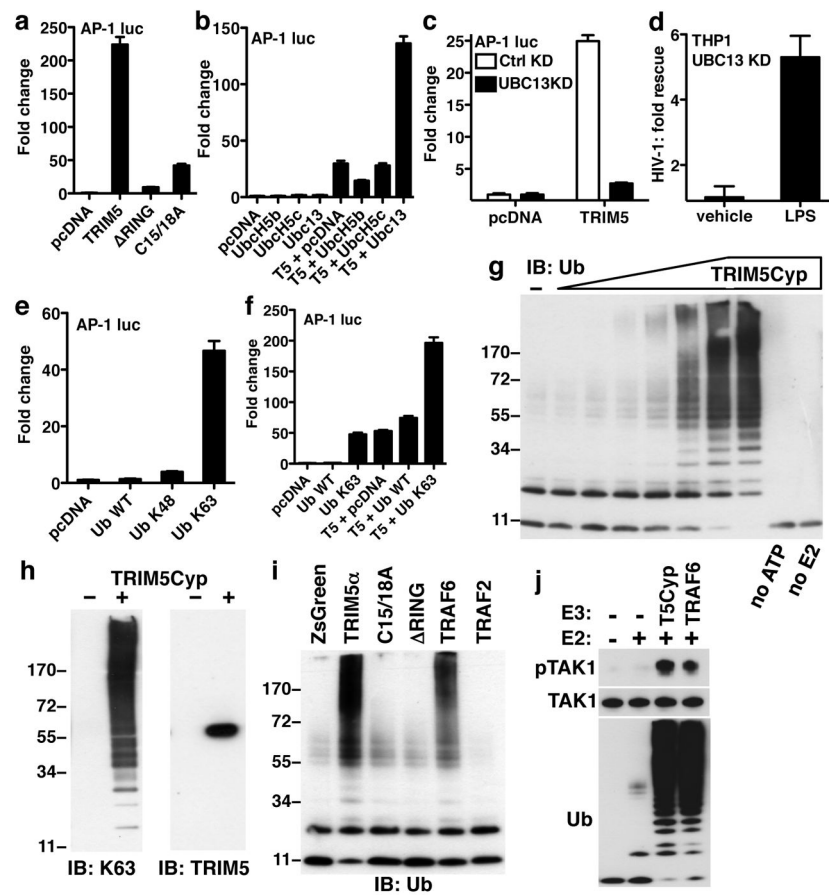 a
AP-1 luc
Fold change
250
200
150
100
50
0
pcDNA
TRIM5
ΔRING
C15/18A
b
AP-1 luc
Fold change
150
100
50
0
pcDNA
UbcH5b
UbcH5c
Ubc13
T5 + pcDNA
T5 + UbcH5b
T5 + UbcH5c
T5 + Ubc13
c
AP-1 luc
Ctrl KD
UBC13KD
Fold change
25
20
15
10
5
pcDNA
TRIM5
d
THP1
UBC13 KD
HIV-1: fold rescue
6
4
2
vehicle
LPS
e
AP-1 luc
Fold change
60
40
20
0
pcDNA
Ub WT
Ub K48
Ub K63
f
AP-1 luc
Fold change
250
200
150
100
50
0
pcDNA
Ub WT
Ub K63
T5 + pcDNA
T5 + Ub WT
T5 + Ub K63
g
IB: Ub
–
TRIM5Cyp
170–
72–
55–
34–
11–
no ATP
no E2
h
TRIM5Cyp
– + – +
170–
72–
55–
34–
11–
IB: K63 IB: TRIM5
i
ZsGreen
TRIM5α
C15/18A
ΔRING
TRAF6
TRAF2
170–
72–
55–
34–
11–
IB: Ub
j
E3: - - T5Cyp TRAF6
E2: - + + +
pTAK1
TAK1
Ub